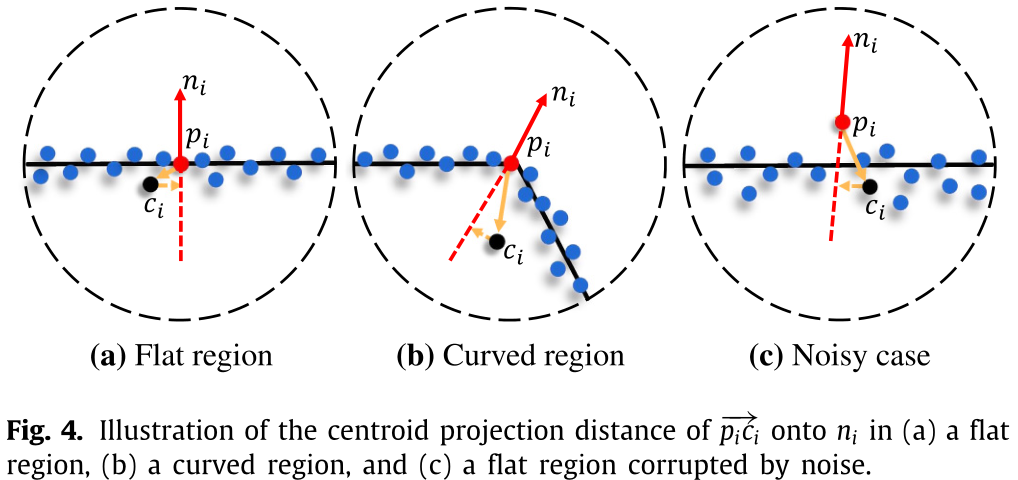 n_i
p_i
c_i
n_i
p_i
c_i
n_i
p_i
c_i
(a) Flat region
(b) Curved region
(c) Noisy case
Fig. 4. Illustration of the centroid projection distance of $\overrightarrow{p_i c_i}$ onto n_i in (a) a flat
region, (b) a curved region, and (c) a flat region corrupted by noise.